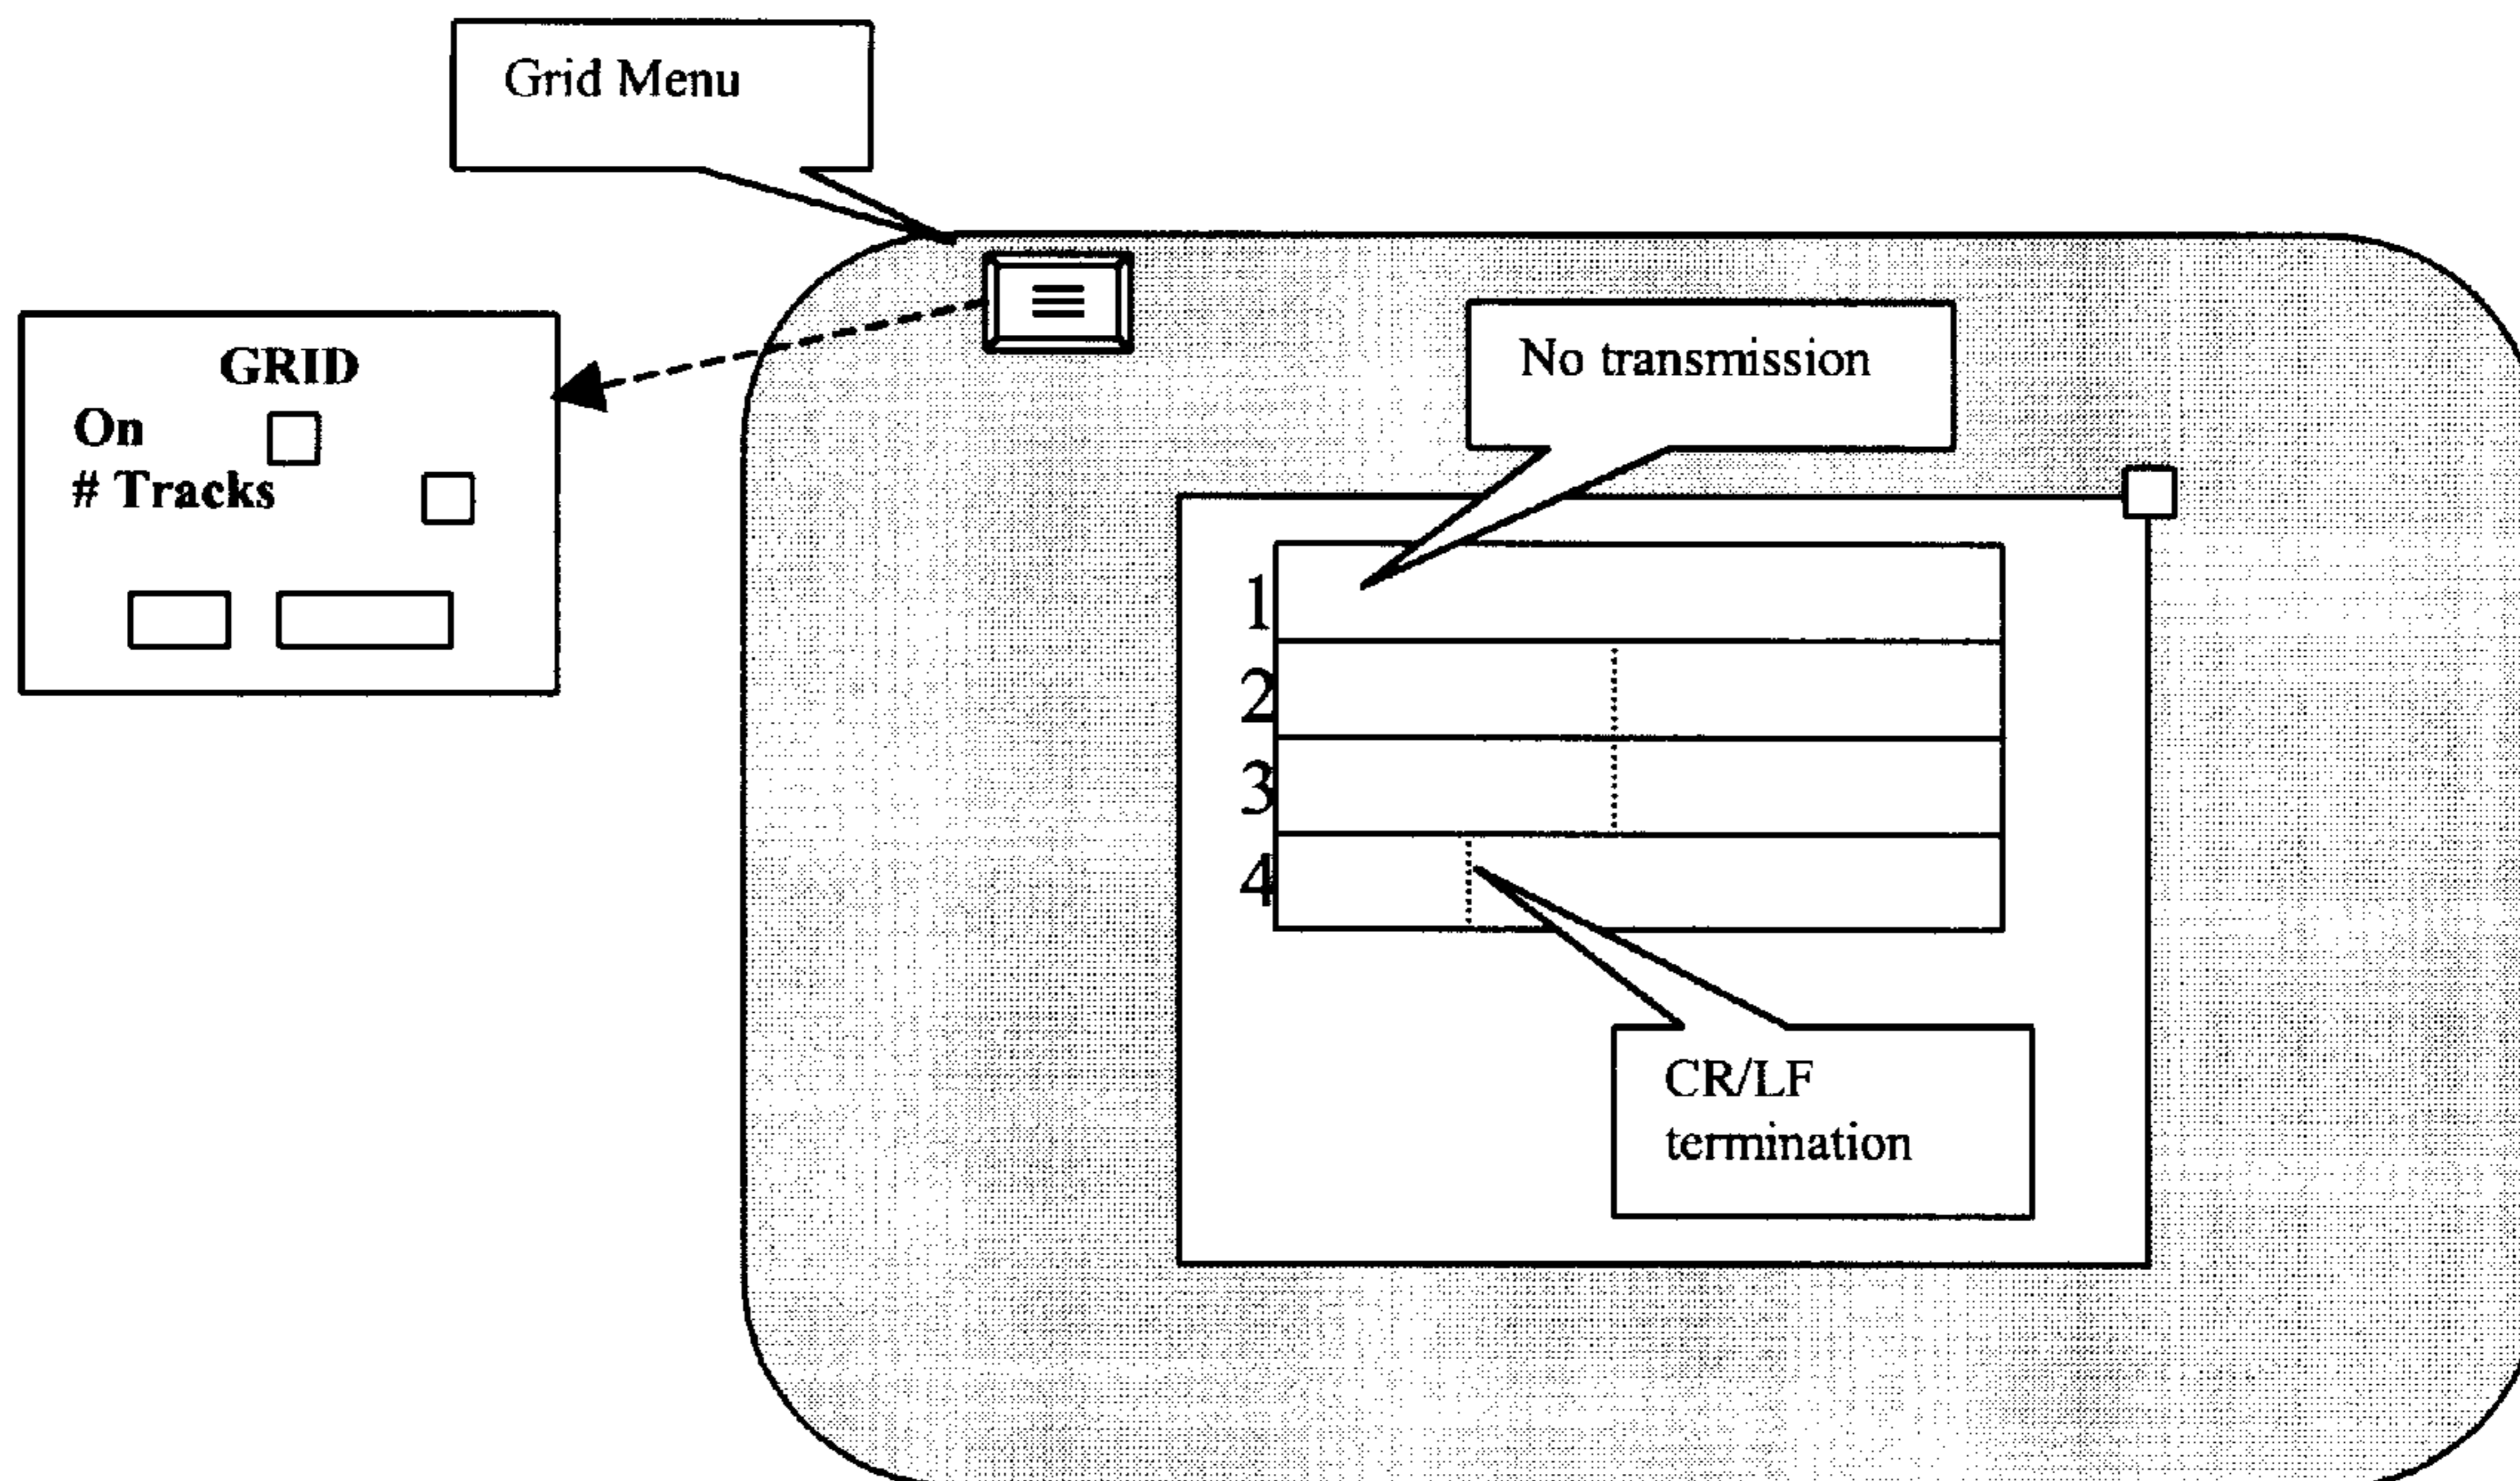 Grid Menu
GRID
On
# Tracks
No transmission
1
2
3
4
CR/LF
termination